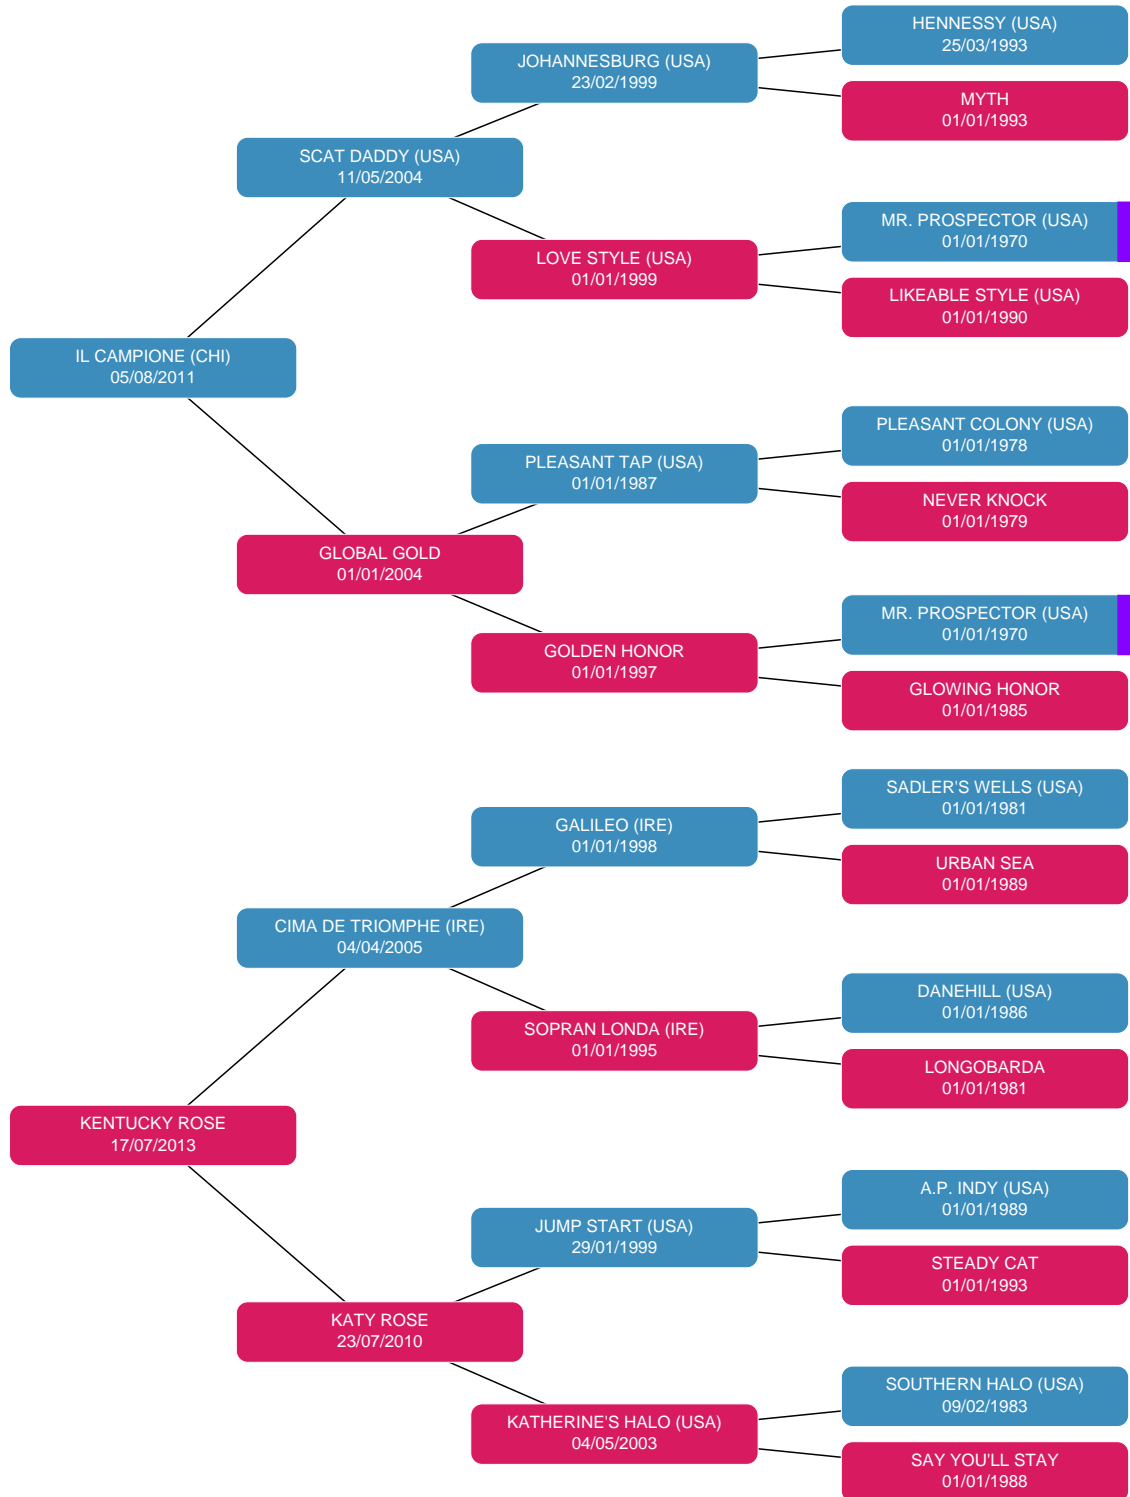 HENNESSY (USA)
25/03/1993
JOHANNESBURG (USA)
23/02/1999
MYTH
01/01/1993
SCAT DADDY (USA)
11/05/2004
MR. PROSPECTOR (USA)
01/01/1970
LOVE STYLE (USA)
01/01/1999
LIKEABLE STYLE (USA)
01/01/1990
IL CAMPIONE (CHI)
05/08/2011
PLEASANT COLONY (USA)
01/01/1978
PLEASANT TAP (USA)
01/01/1987
NEVER KNOCK
01/01/1979
GLOBAL GOLD
01/01/2004
MR. PROSPECTOR (USA)
01/01/1970
GOLDEN HONOR
01/01/1997
GLOWING HONOR
01/01/1985
SADLER'S WELLS (USA)
01/01/1981
GALILEO (IRE)
01/01/1998
URBAN SEA
01/01/1989
CIMA DE TRIOMPHE (IRE)
04/04/2005
DANEHILL (USA)
01/01/1986
SOPRAN LONDA (IRE)
01/01/1995
LONGOBARDA
01/01/1981
KENTUCKY ROSE
17/07/2013
A.P. INDY (USA)
01/01/1989
JUMP START (USA)
29/01/1999
STEADY CAT
01/01/1993
KATY ROSE
23/07/2010
SOUTHERN HALO (USA)
09/02/1983
KATHERINE'S HALO (USA)
04/05/2003
SAY YOU'LL STAY
01/01/1988